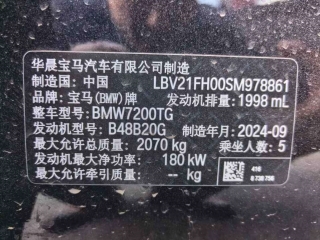 华晨宝马汽车有限公司制造
制造国：中国 LBV21FH00SM978861
品牌：宝马(BMW)牌 发动机排量：1998 mL
整车型号：BMW7200TG
发动机型号：B48B20G 制造年月：2024-09
最大允许总质量：2070 kg 乘坐人数：5
发动机最大净功率：180 kW
最大允许牵引质量：-- kg
416